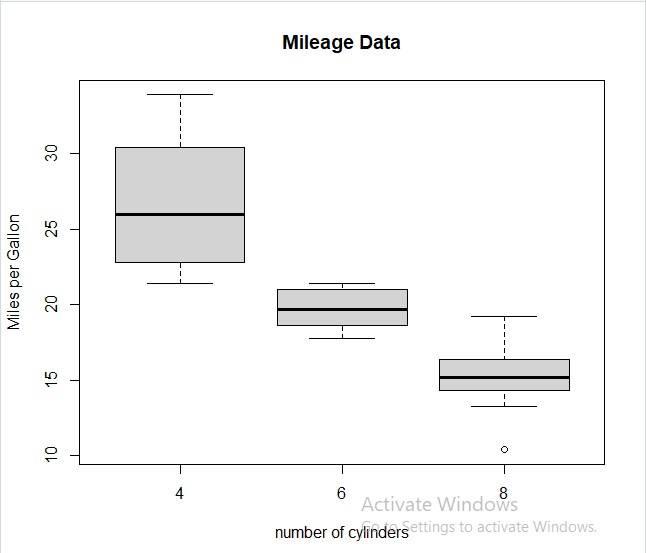 Mileage Data
Miles per Gallon
30
25
20
15
10
4
6
8
number of cylinders
Activate Windows
Go to Settings to activate Windows.